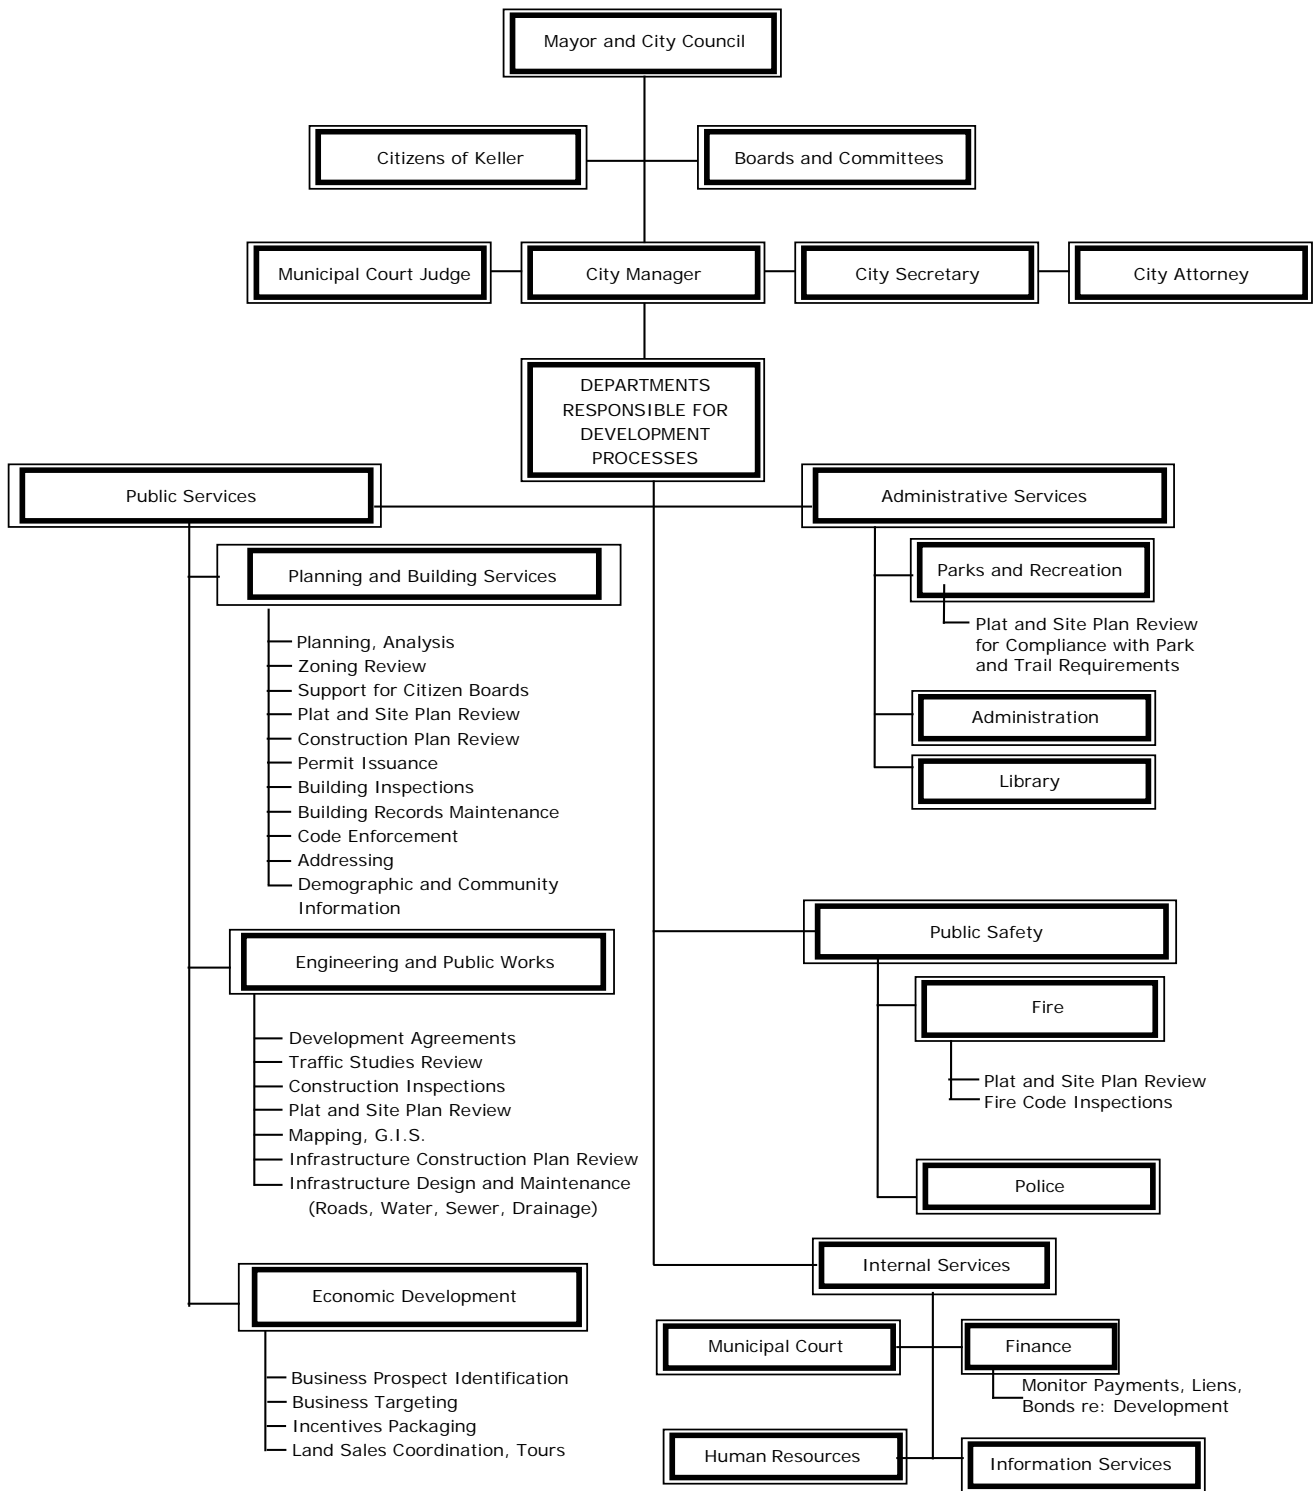 Mayor and City Council
Citizens of Keller
Boards and Committees
Municipal Court Judge
City Manager
City Secretary
City Attorney
DEPARTMENTS
RESPONSIBLE FOR
DEVELOPMENT
PROCESSES
Public Services
Planning and Building Services
Planning, Analysis
Zoning Review
Support for Citizen Boards
Plat and Site Plan Review
Construction Plan Review
Permit Issuance
Building Inspections
Building Records Maintenance
Code Enforcement
Addressing
Demographic and Community
Information
Engineering and Public Works
Development Agreements
Traffic Studies Review
Construction Inspections
Plat and Site Plan Review
Mapping, G.I.S.
Infrastructure Construction Plan Review
Infrastructure Design and Maintenance
(Roads, Water, Sewer, Drainage)
Economic Development
Business Prospect Identification
Business Targeting
Incentives Packaging
Land Sales Coordination, Tours
Administrative Services
Parks and Recreation
Plat and Site Plan Review
for Compliance with Park
and Trail Requirements
Administration
Library
Public Safety
Fire
Plat and Site Plan Review
Fire Code Inspections
Police
Internal Services
Municipal Court
Finance
Monitor Payments, Liens,
Bonds re: Development
Human Resources
Information Services